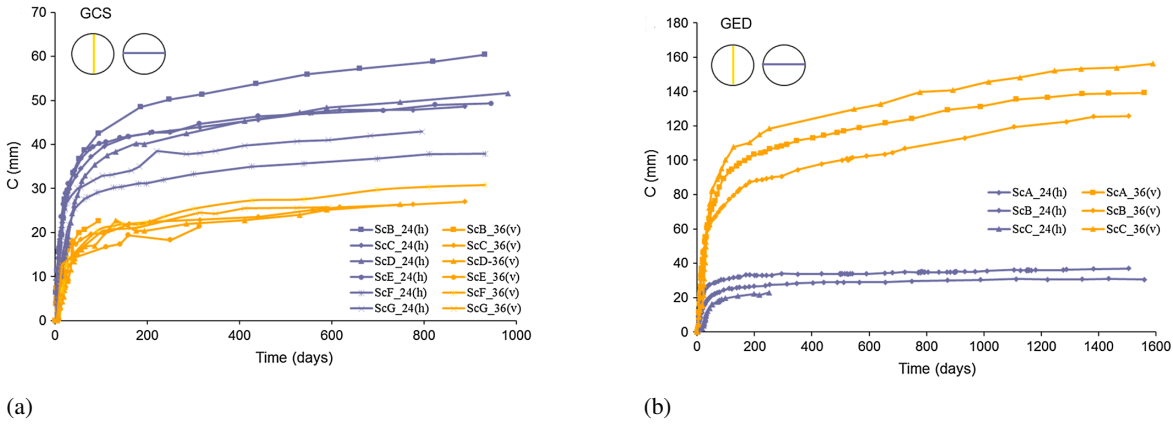 GCS
70
60
50
40
30
20
10
0
C (mm)
0 200 400 600 800 1000
Time (days)
ScB_24(h) ScB_36(v)
ScC_24(h) ScC_36(v)
ScD_24(h) ScD-36(v)
ScE_24(h) ScE_36(v)
ScF_24(h) ScF_36(v)
ScG_24(h) ScG_36(v)
(a)
GED
180
160
140
120
100
80
60
40
20
0
C (mm)
0 200 400 600 800 1000 1200 1400 1600
Time (days)
ScA_24(h) ScA_36(v)
ScB_24(h) ScB_36(v)
ScC_24(h) ScC_36(v)
(b)